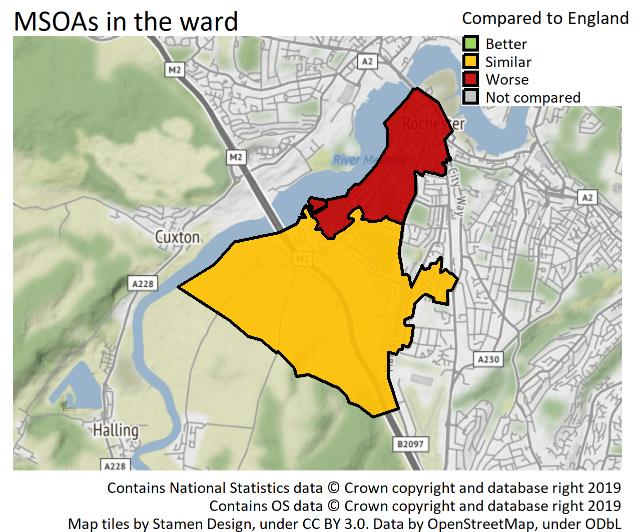 MSOAs in the ward
Compared to England
Better
Similar
Worse
Not compared
A2
M2
Rochester
M2
River Me
City Way
A2
Cuxton
M2
A228
A230
Halling
B2097
A228
Contains National Statistics data © Crown copyright and database right 2019
Contains OS data © Crown copyright and database right 2019
Map tiles by Stamen Design, under CC BY 3.0. Data by OpenStreetMap, under ODbL